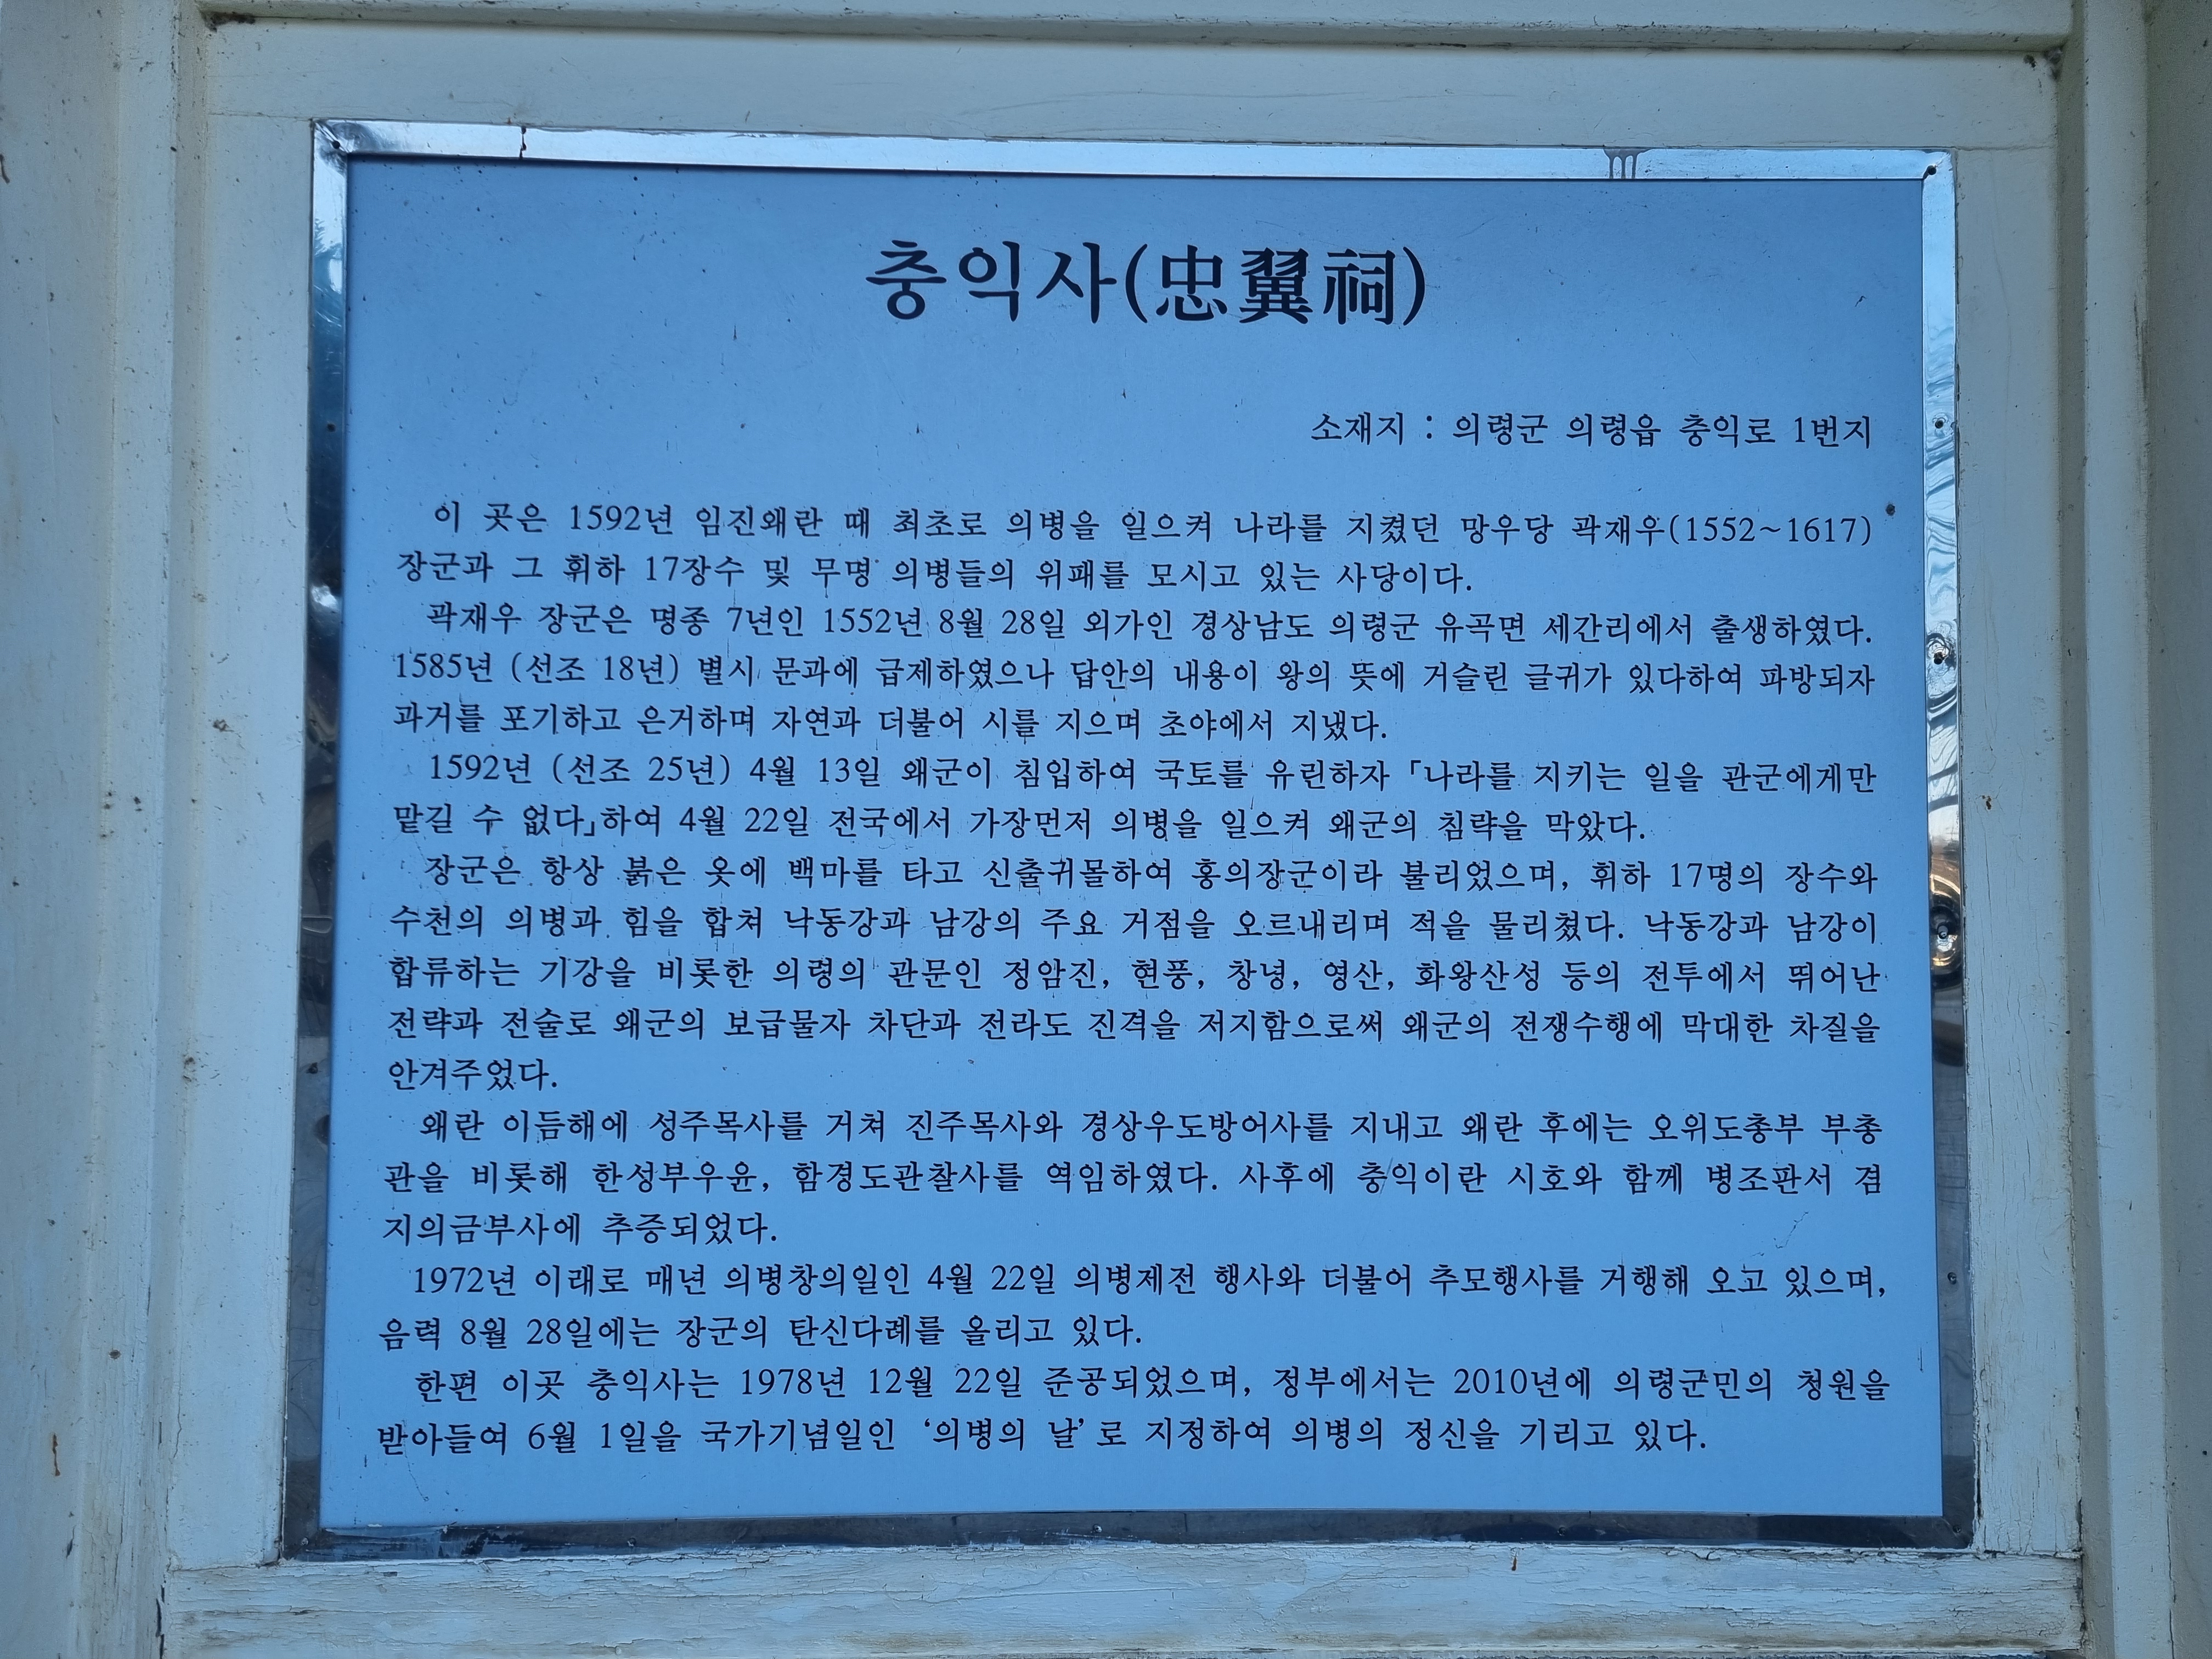 충익사(忠翼祠)
소재지 : 의령군 의령읍 충익로 1번지
이 곳은 1592년 임진왜란 때 최초로 의병을 일으켜 나라를 지켰던 망우당 곽재우(1552~1617)
장군과 그 휘하 17장수 및 무명 의병들의 위패를 모시고 있는 사당이다.
곽재우 장군은 명종 7년인 1552년 8월 28일 외가인 경상남도 의령군 유곡면 세간리에서 출생하였다.
1585년 (선조 18년) 별시 문과에 급제하였으나 답안의 내용이 왕의 뜻에 거슬린 글귀가 있다하여 파방되자
과거를 포기하고 은거하며 자연과 더불어 시를 지으며 초야에서 지냈다.
1592년 (선조 25년) 4월 13일 왜군이 침입하여 국토를 유린하자 「나라를 지키는 일을 관군에게만
맡길 수 없다」하여 4월 22일 전국에서 가장먼저 의병을 일으켜 왜군의 침략을 막았다.
장군은 항상 붉은 옷에 백마를 타고 신출귀몰하여 홍의장군이라 불리었으며, 휘하 17명의 장수와
수천의 의병과 힘을 합쳐 낙동강과 남강의 주요 거점을 오르내리며 적을 물리쳤다. 낙동강과 남강이
합류하는 기강을 비롯한 의령의 관문인 정암진, 현풍, 창녕, 영산, 화왕산성 등의 전투에서 뛰어난
전략과 전술로 왜군의 보급물자 차단과 전라도 진격을 저지함으로써 왜군의 전쟁수행에 막대한 차질을
안겨주었다.
왜란 이듬해에 성주목사를 거쳐 진주목사와 경상우도방어사를 지내고 왜란 후에는 오위도총부 부총
관을 비롯해 한성부우윤, 함경도관찰사를 역임하였다. 사후에 충익이란 시호와 함께 병조판서 겸
지의금부사에 추증되었다.
1972년 이래로 매년 의병창의일인 4월 22일 의병제전 행사와 더불어 추모행사를 거행해 오고 있으며,
음력 8월 28일에는 장군의 탄신다례를 올리고 있다.
한편 이곳 충익사는 1978년 12월 22일 준공되었으며, 정부에서는 2010년에 의령군민의 청원을
받아들여 6월 1일을 국가기념일인 ‘의병의 날’로 지정하여 의병의 정신을 기리고 있다.